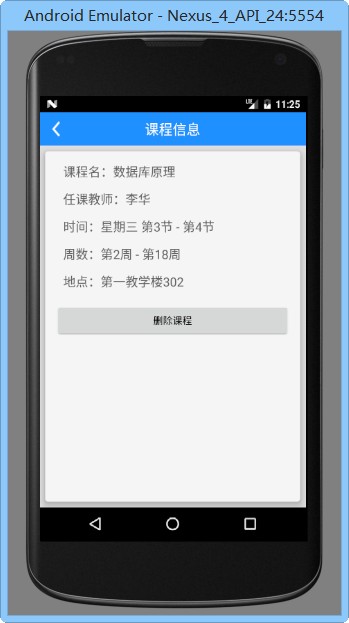 Android Emulator - Nexus_4_API_24:5554
LTE 11:25
课程信息
课程名：数据库原理
任课教师：李华
时间：星期三 第3节 - 第4节
周数：第2周 - 第18周
地点：第一教学楼302
删除课程